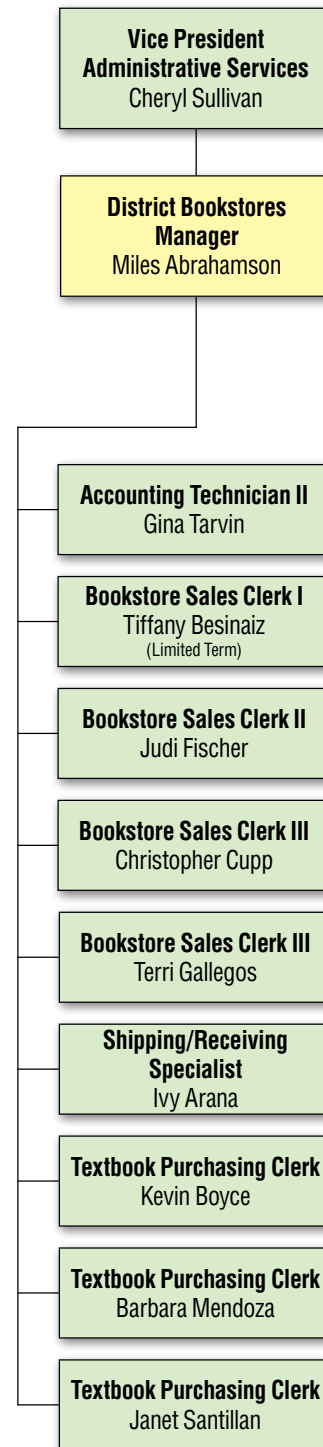 Vice President
Administrative Services
Cheryl Sullivan
District Bookstores
Manager
Miles Abrahamson
Accounting Technician II
Gina Tarvin
Bookstore Sales Clerk I
Tiffany Besinaiz
(Limited Term)
Bookstore Sales Clerk II
Judi Fischer
Bookstore Sales Clerk III
Christopher Cupp
Bookstore Sales Clerk III
Terri Gallegos
Shipping/Receiving
Specialist
Ivy Arana
Textbook Purchasing Clerk
Kevin Boyce
Textbook Purchasing Clerk
Barbara Mendoza
Textbook Purchasing Clerk
Janet Santillan